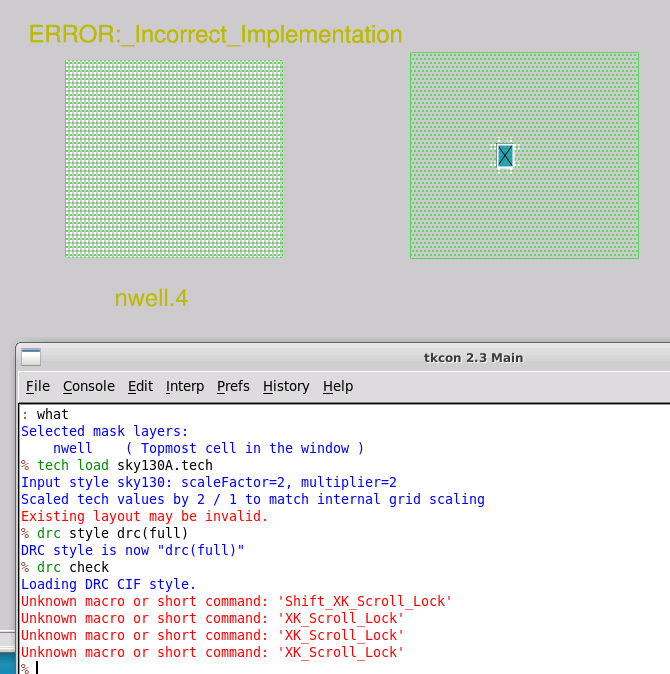 ERROR:_Incorrect_Implementation
nwell.4
tkcon 2.3 Main
File Console Edit Interp Prefs History Help
: what
Selected mask layers:
    nwell    ( Topmost cell in the window )
% tech load sky130A.tech
Input style sky130: scaleFactor=2, multiplier=2
Scaled tech values by 2 / 1 to match internal grid scaling
Existing layout may be invalid.
% drc style drc(full)
DRC style is now "drc(full)"
% drc check
Loading DRC CIF style.
Unknown macro or short command: 'Shift_XK_Scroll_Lock'
Unknown macro or short command: 'XK_Scroll_Lock'
Unknown macro or short command: 'XK_Scroll_Lock'
Unknown macro or short command: 'XK_Scroll_Lock'
%